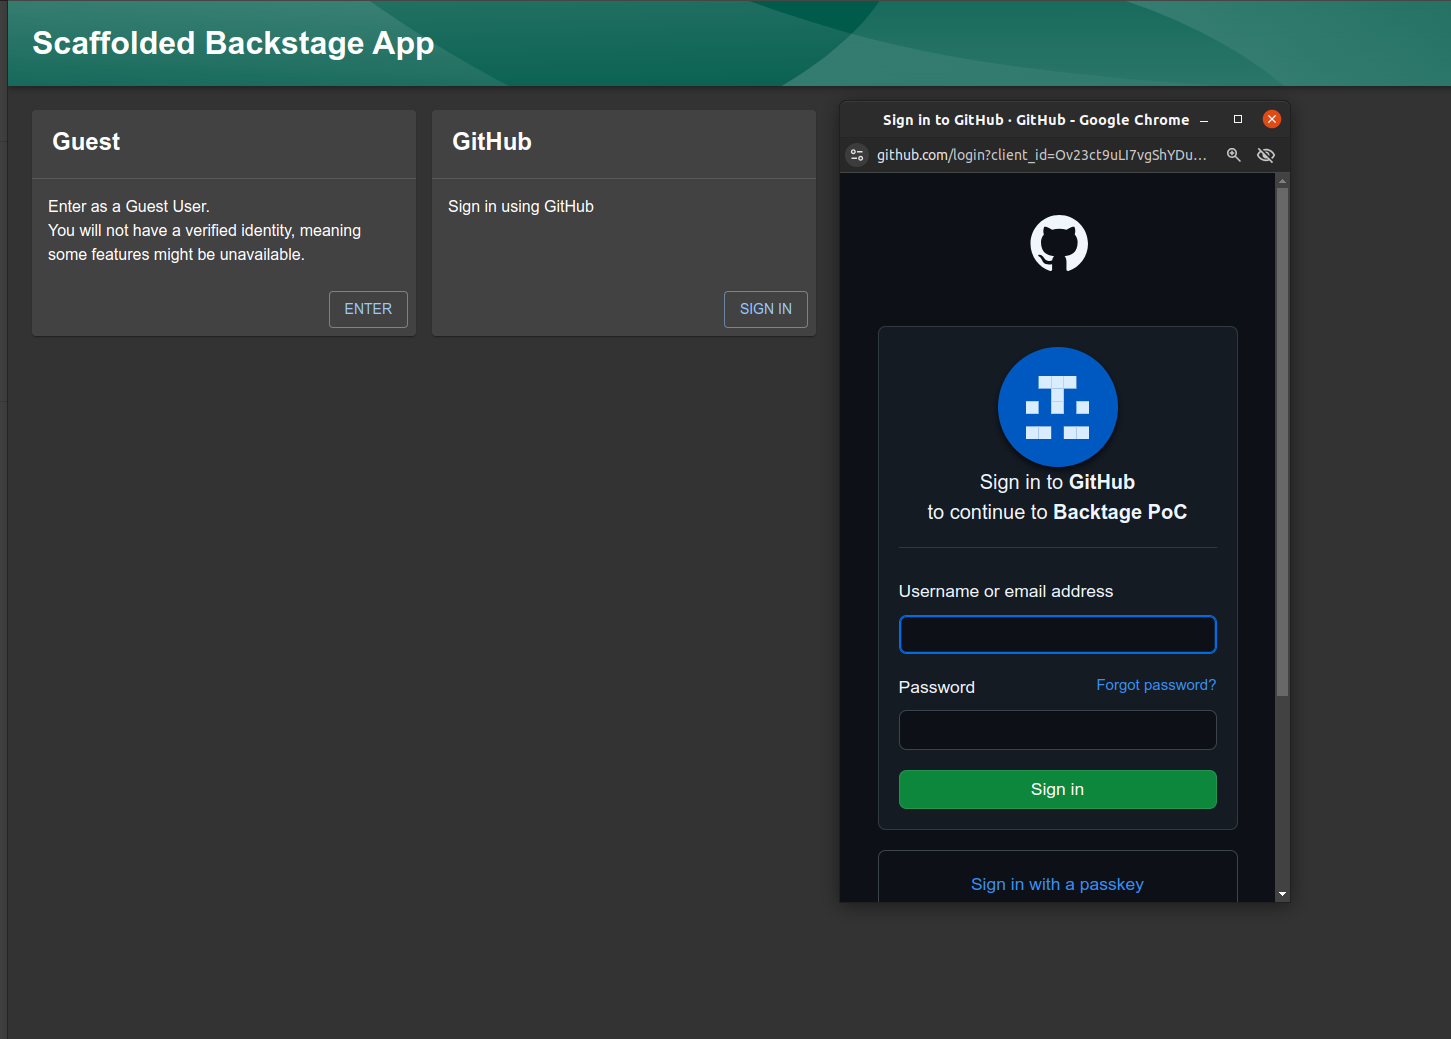 Scaffolded Backstage App
Guest
Enter as a Guest User.
You will not have a verified identity, meaning
some features might be unavailable.
ENTER
GitHub
Sign in using GitHub
SIGN IN
Sign in to GitHub · GitHub - Google Chrome
github.com/login?client_id=Ov23ct9uLI7vgShYDu...
Sign in to GitHub
to continue to Backtage PoC
Username or email address
Password
Forgot password?
Sign in
Sign in with a passkey